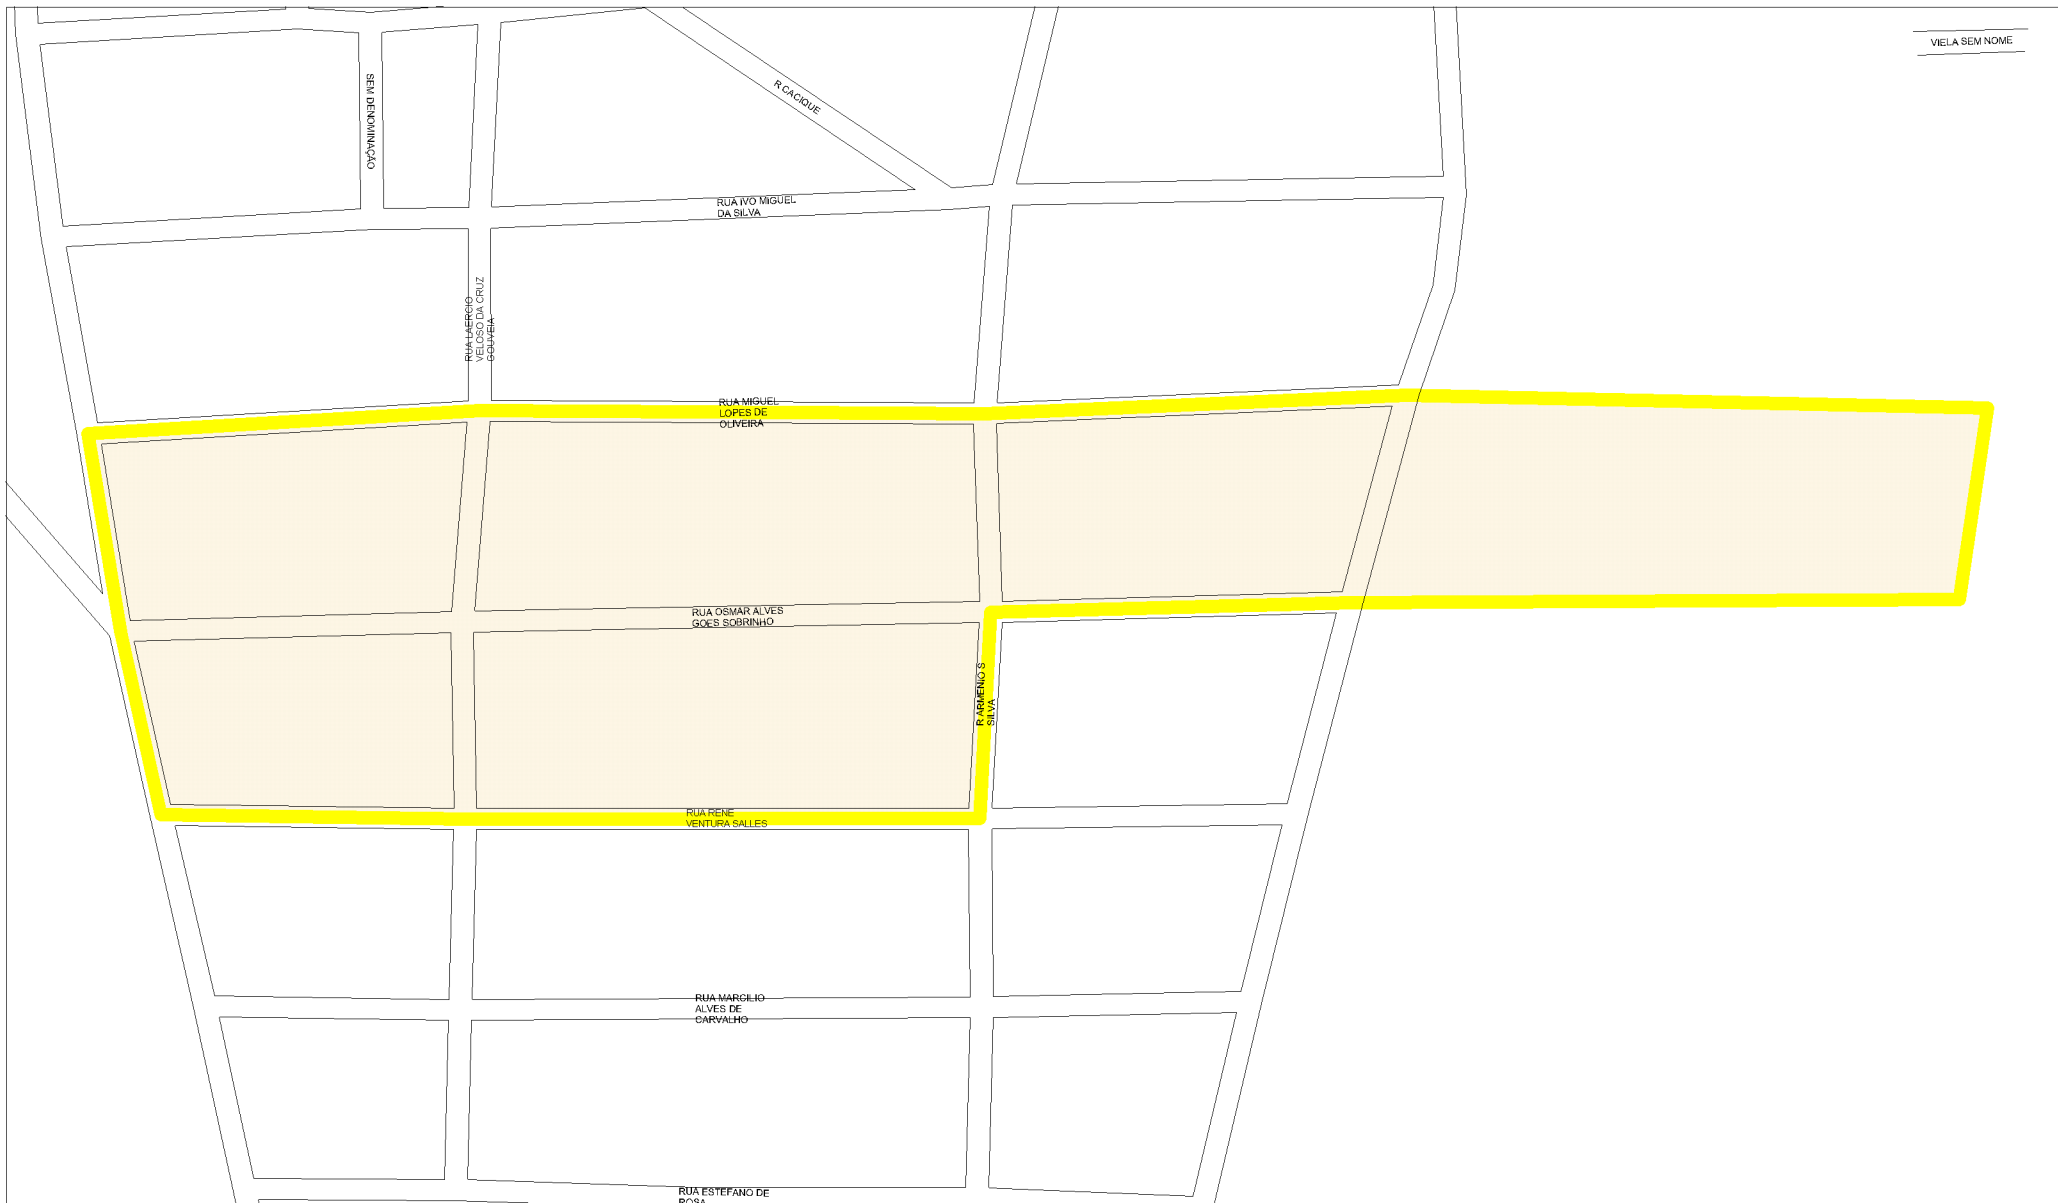 VIELA SEM NOME
SEM DENOMINAÇÃO
R CACIQUE
RUA IVO MIGUEL
DA SILVA
RUA LAERCIO
VELOSO DA CRUZ
GOUVEIA
RUA MIGUEL
LOPES DE
OLIVEIRA
RUA OSMAR ALVES
GOES SOBRINHO
R ARMENIO S
SILVA
RUA RENE
VENTURA SALLES
RUA MARCILIO
ALVES DE
CARVALHO
RUA ESTEFANO DE
ROSA